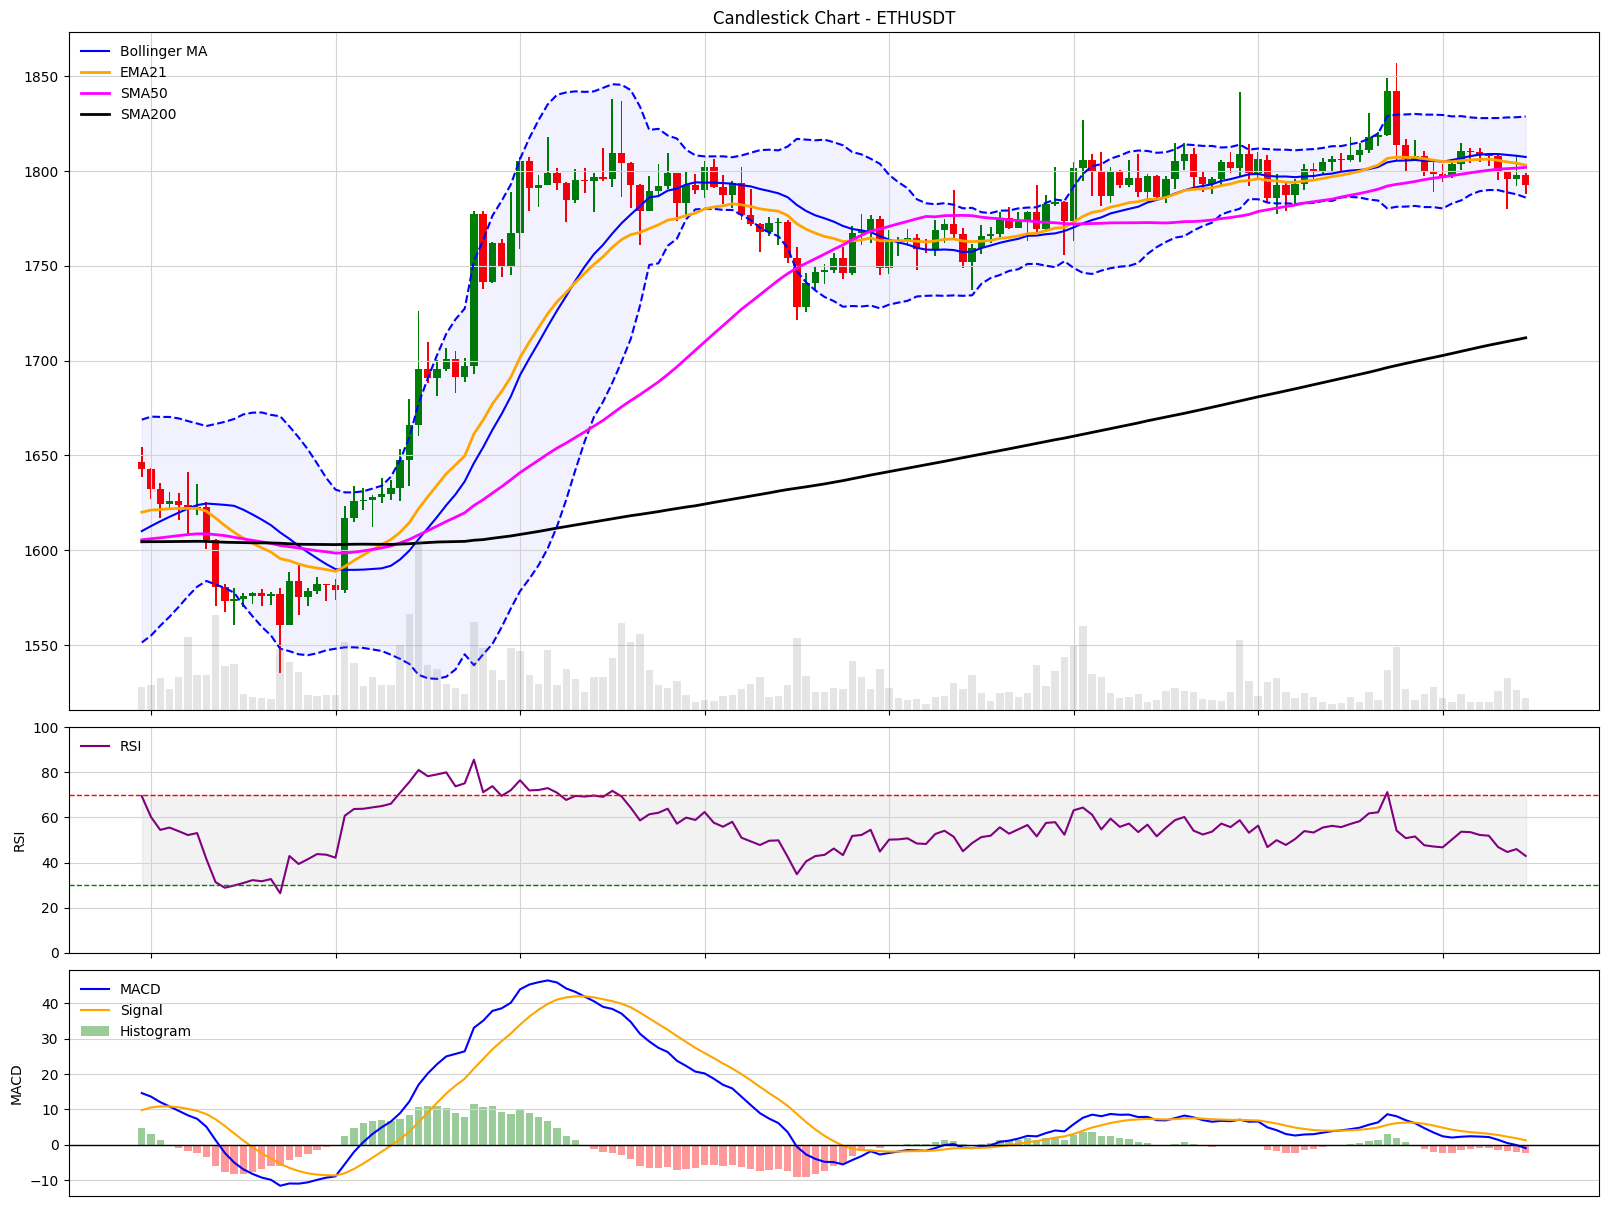 Candlestick Chart - ETHUSDT
Bollinger MA
EMA21
SMA50
SMA200
1850
1800
1750
1700
1650
1600
1550
RSI
RSI
100
80
60
40
20
0
MACD
Signal
Histogram
MACD
40
30
20
10
0
−10